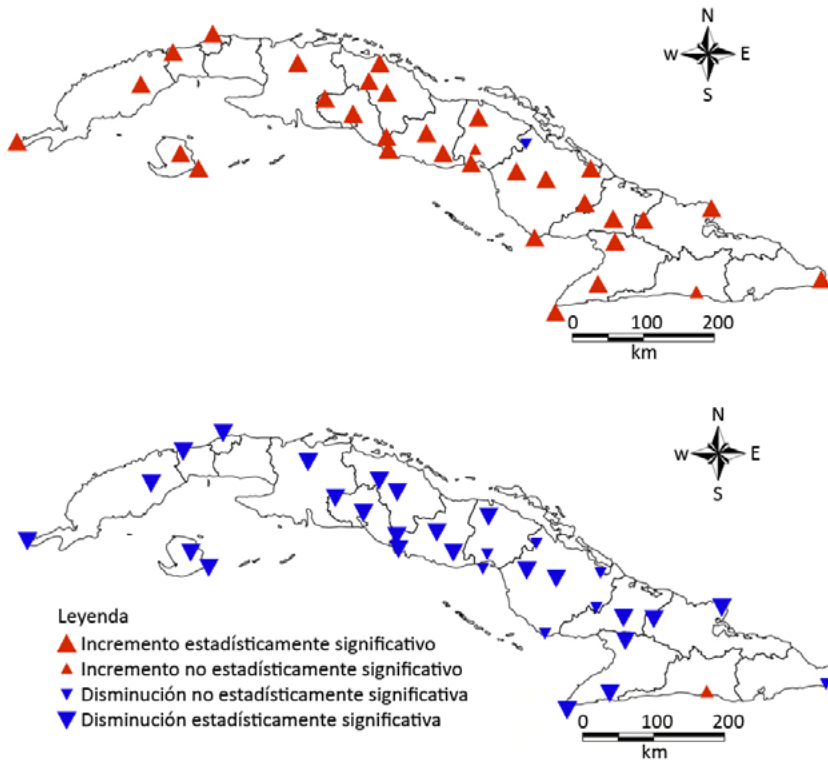 N
W E
S
0 100 200
km
N
W E
S
Leyenda
Incremento estadísticamente significativo
Incremento no estadísticamente significativo
Disminución no estadísticamente significativa
Disminución estadísticamente significativa
0 100 200
km